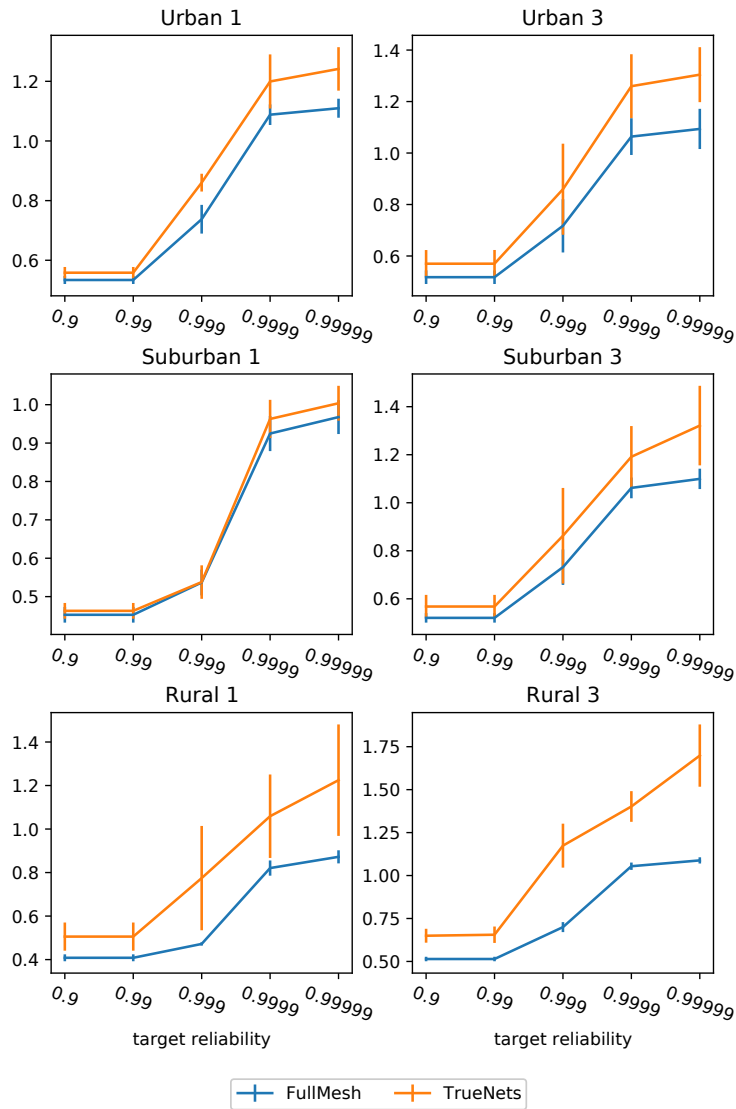 Urban 1
1.2
1.0
0.8
0.6
0.9 0.99 0.999 0.9999 0.99999
Urban 3
1.4
1.2
1.0
0.8
0.6
0.9 0.99 0.999 0.9999 0.99999
Suburban 1
1.0
0.9
0.8
0.7
0.6
0.5
0.9 0.99 0.999 0.9999 0.99999
Suburban 3
1.4
1.2
1.0
0.8
0.6
0.9 0.99 0.999 0.9999 0.99999
Rural 1
1.4
1.2
1.0
0.8
0.6
0.4
0.9 0.99 0.999 0.9999 0.99999
target reliability
Rural 3
1.75
1.50
1.25
1.00
0.75
0.50
0.9 0.99 0.999 0.9999 0.99999
target reliability
FullMesh TrueNets